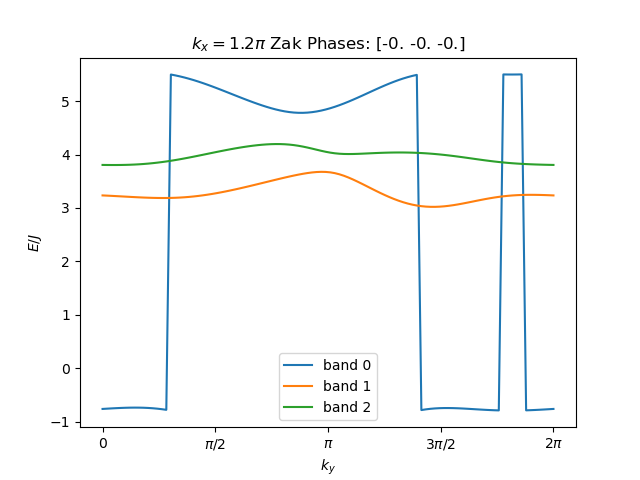 $k_x = 1.2\pi$ Zak Phases: [-0. -0. -0.]
E/J
5
4
3
2
1
0
−1
band 0
band 1
band 2
0
π/2
π
3π/2
2π
$k_y$